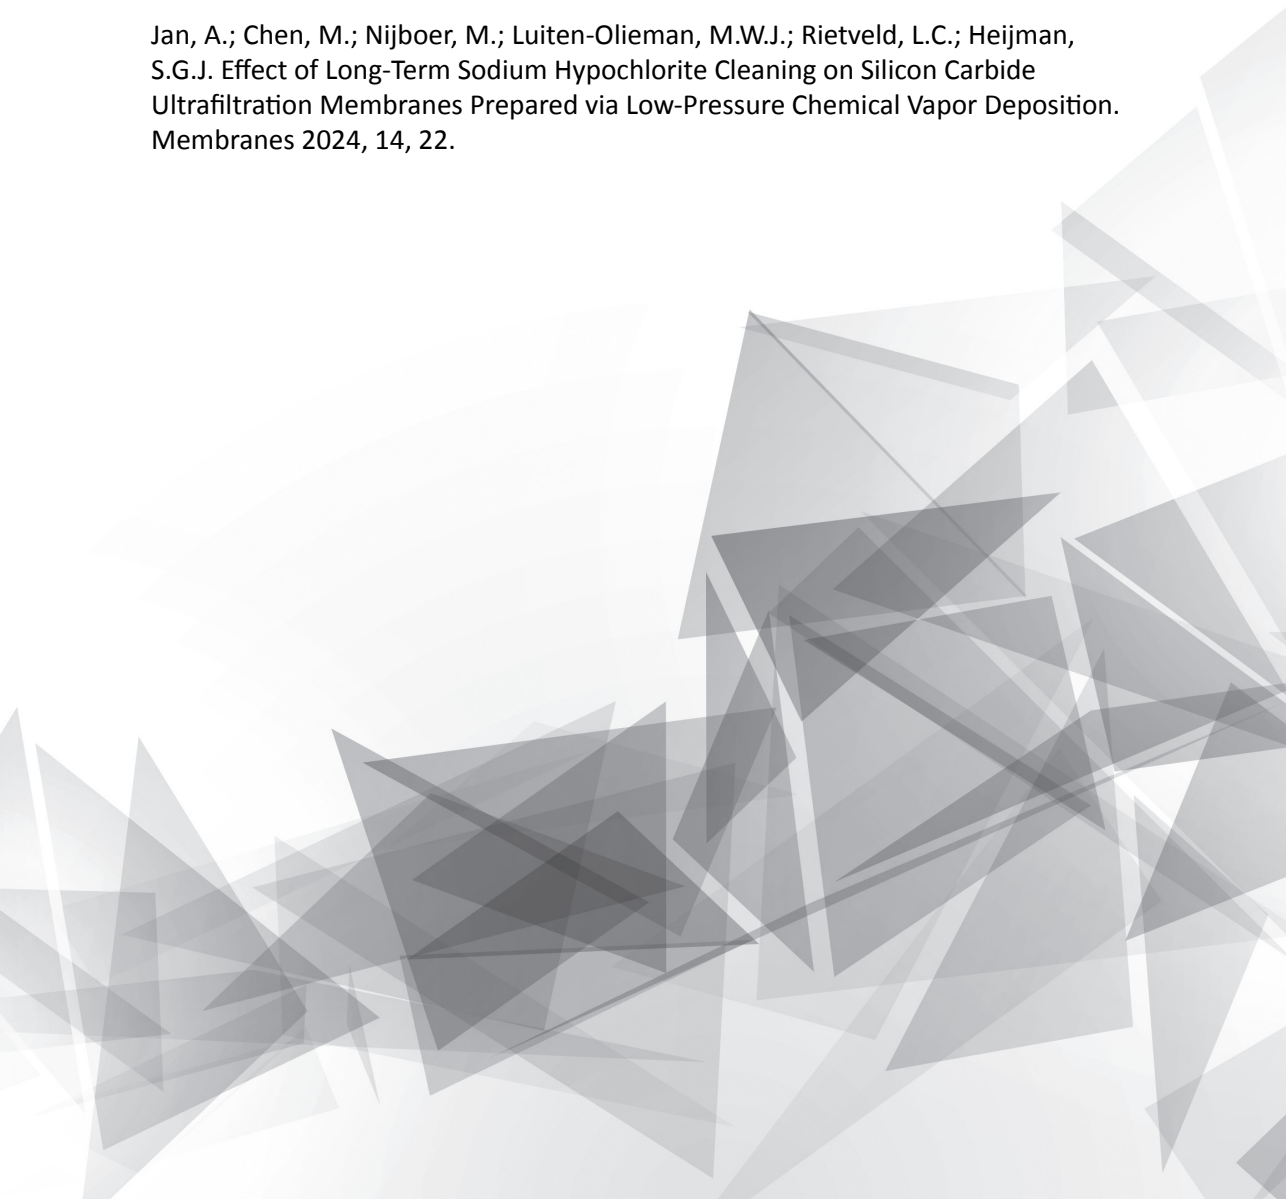 Jan, A.; Chen, M.; Nijboer, M.; Luiten-Olieman, M.W.J.; Rietveld, L.C.; Heijman,
S.G.J. Effect of Long-Term Sodium Hypochlorite Cleaning on Silicon Carbide
Ultrafiltration Membranes Prepared via Low-Pressure Chemical Vapor Deposition.
Membranes 2024, 14, 22.